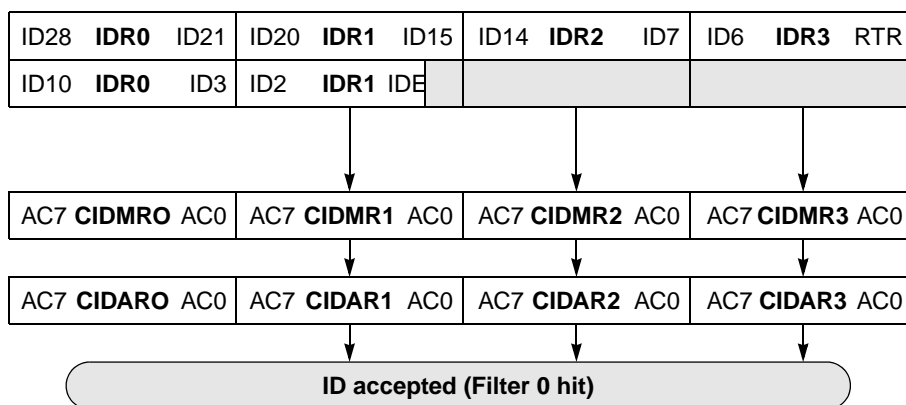 ID28 IDR0 ID21 ID20 IDR1 ID15 ID14 IDR2 ID7 ID6 IDR3 RTR
ID10 IDR0 ID3 ID2 IDR1 IDE
AC7 CIDMRO AC0 AC7 CIDMR1 AC0 AC7 CIDMR2 AC0 AC7 CIDMR3 AC0
AC7 CIDARO AC0 AC7 CIDAR1 AC0 AC7 CIDAR2 AC0 AC7 CIDAR3 AC0
ID accepted (Filter 0 hit)